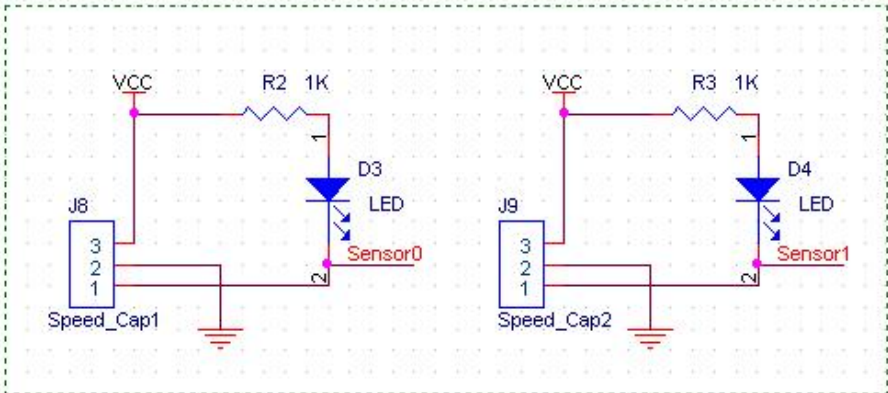 VCC R2 1K VCC R3 1K
1 1
D3 D4
J8 LED J9 LED
3 Sensor0 3 Sensor1
2 2
1 2 1 2
Speed_Cap1 Speed_Cap2